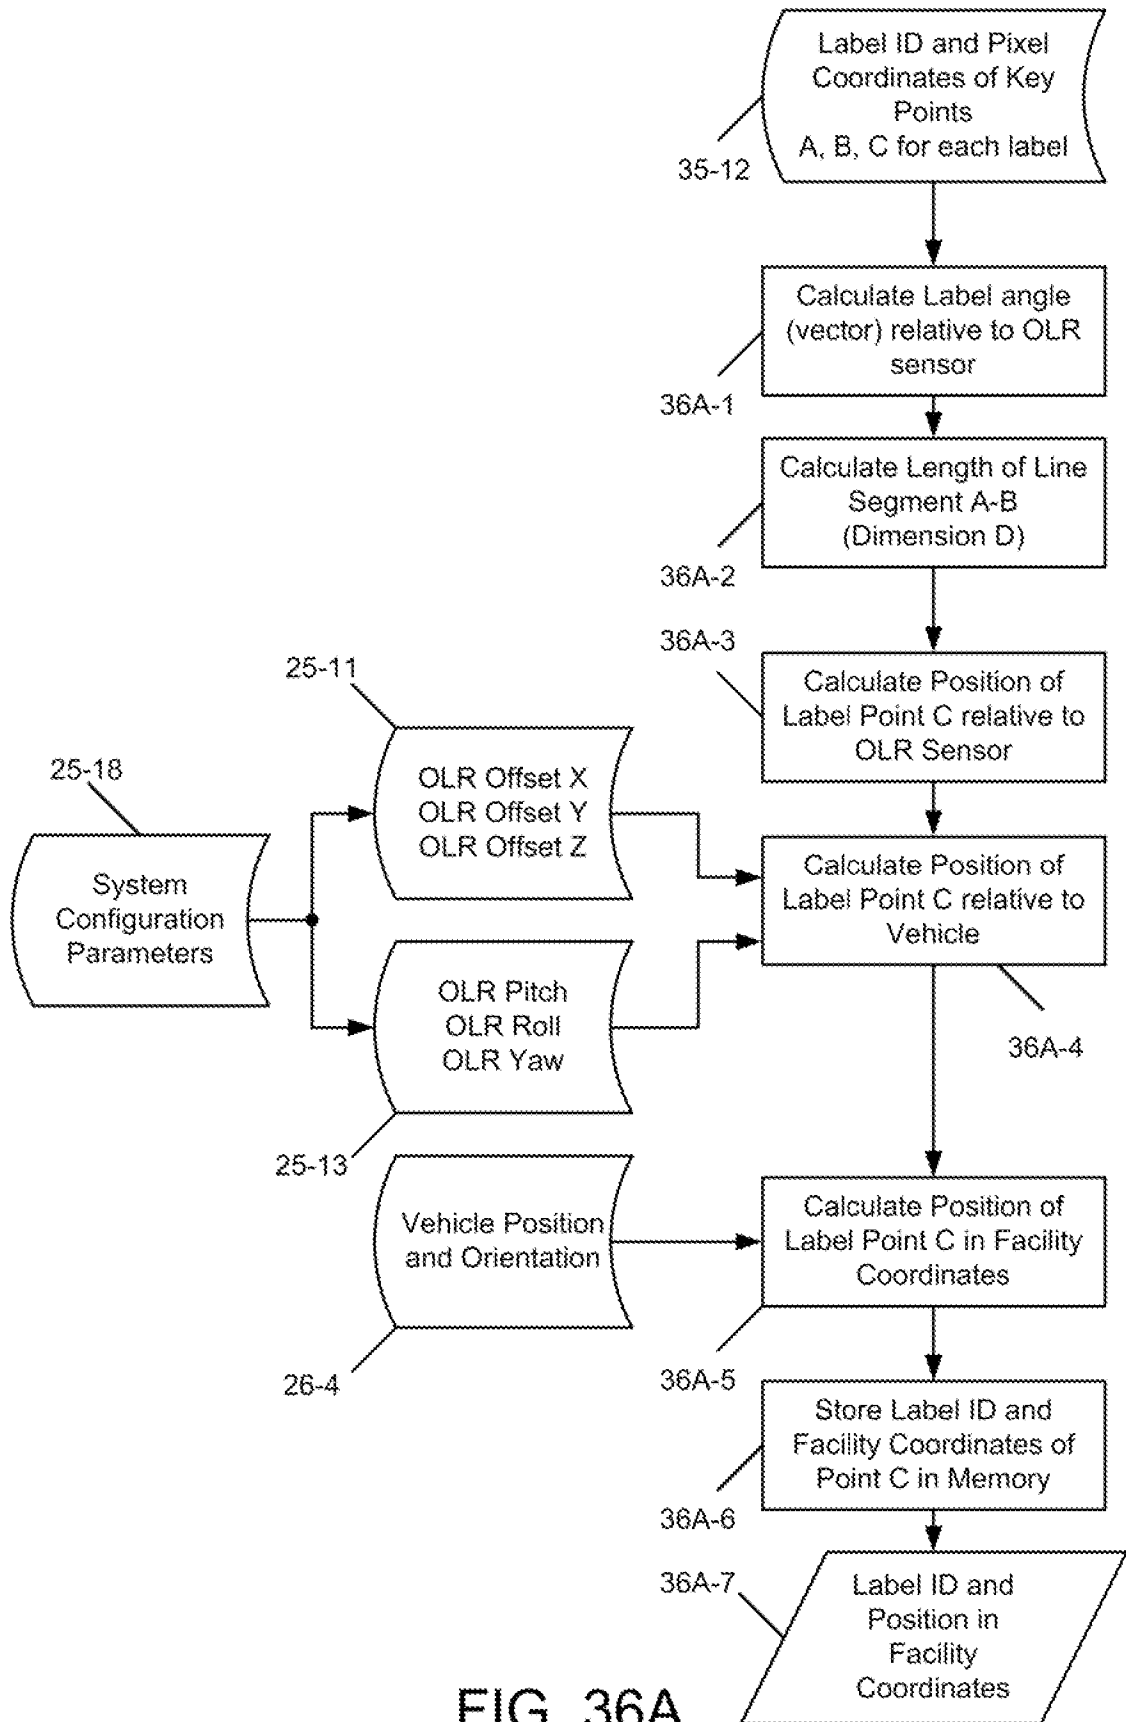 Label ID and Pixel
Coordinates of Key
Points
A, B, C for each label
35-12
Calculate Label angle
(vector) relative to OLR
sensor
36A-1
Calculate Length of Line
Segment A-B
(Dimension D)
36A-2
36A-3
Calculate Position of
Label Point C relative to
OLR Sensor
25-11
OLR Offset X
OLR Offset Y
OLR Offset Z
25-18
System
Configuration
Parameters
Calculate Position of
Label Point C relative to
Vehicle
36A-4
OLR Pitch
OLR Roll
OLR Yaw
25-13
Vehicle Position
and Orientation
26-4
Calculate Position of
Label Point C in Facility
Coordinates
36A-5
Store Label ID and
Facility Coordinates of
Point C in Memory
36A-6
36A-7
Label ID and
Position in
Facility
Coordinates
FIG. 36A